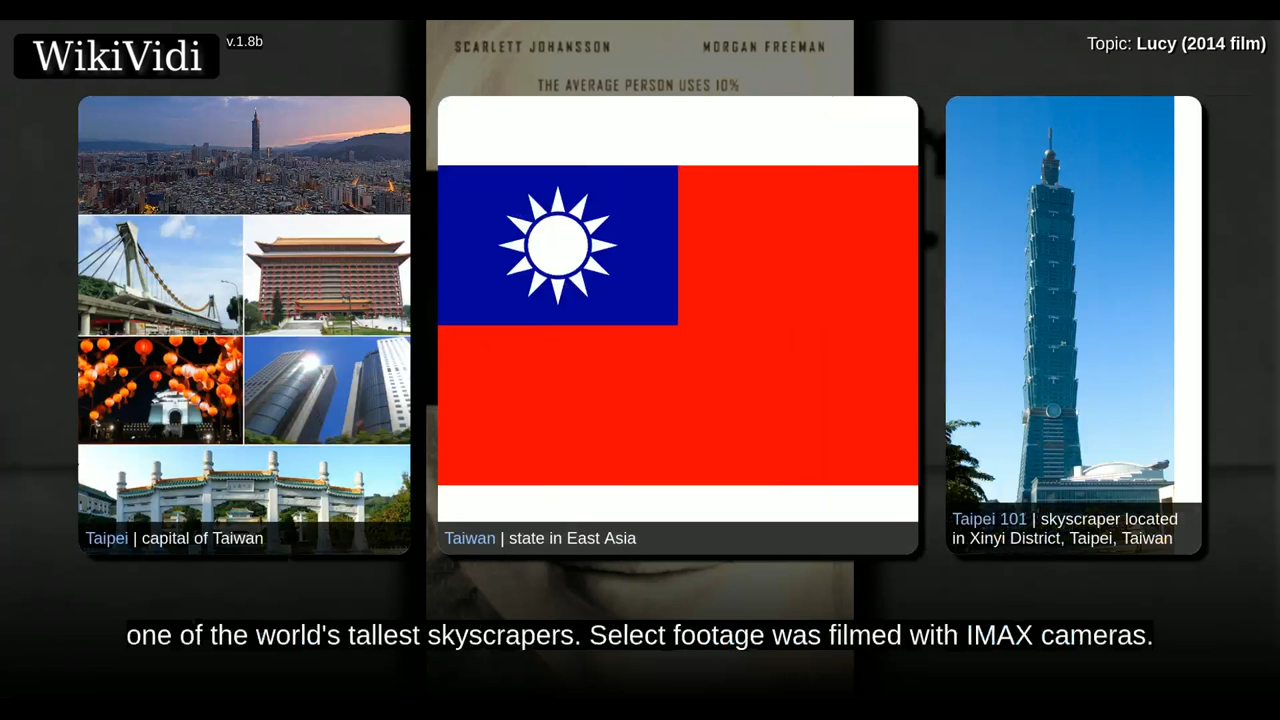 WikiVidi
v.1.8b
Topic: Lucy (2014 film)
SCARLETT JOHANSSON
MORGAN FREEMAN
THE AVERAGE PERSON USES 10%
Taipei | capital of Taiwan
Taiwan | state in East Asia
Taipei 101 | skyscraper located
in Xinyi District, Taipei, Taiwan
one of the world's tallest skyscrapers. Select footage was filmed with IMAX cameras.